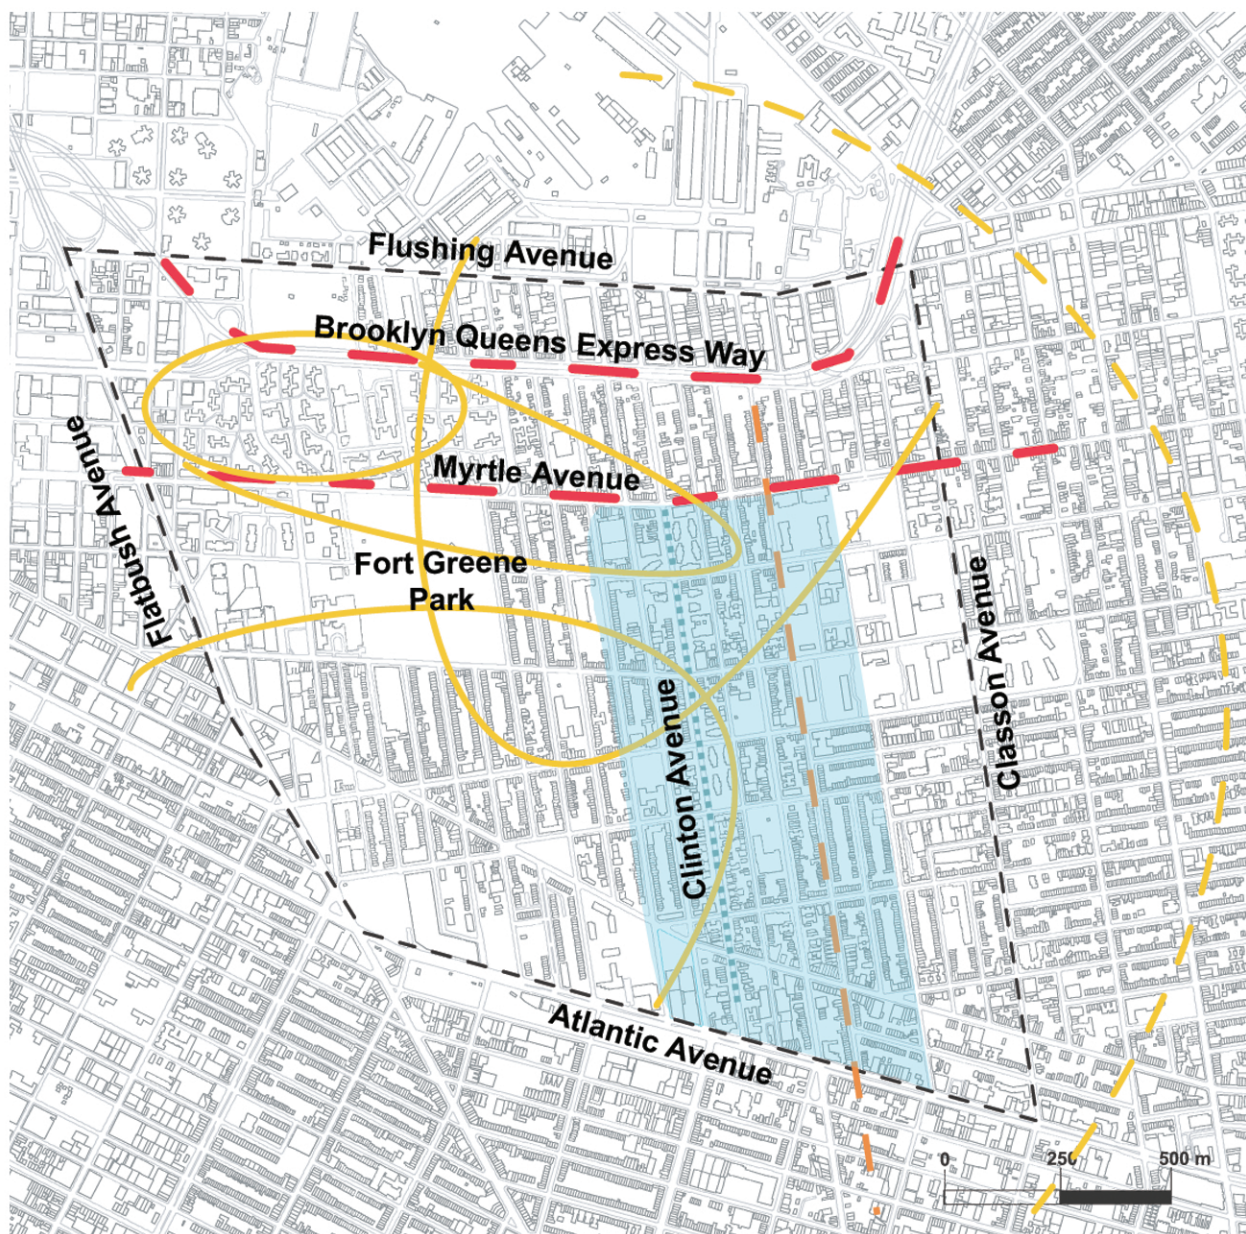 Flushing Avenue
Brooklyn Queens Express Way
Myrtle Avenue
Flatbush Avenue
Fort Greene
Park
Classon Avenue
Clinton Avenue
Atlantic Avenue
0 250 500 m